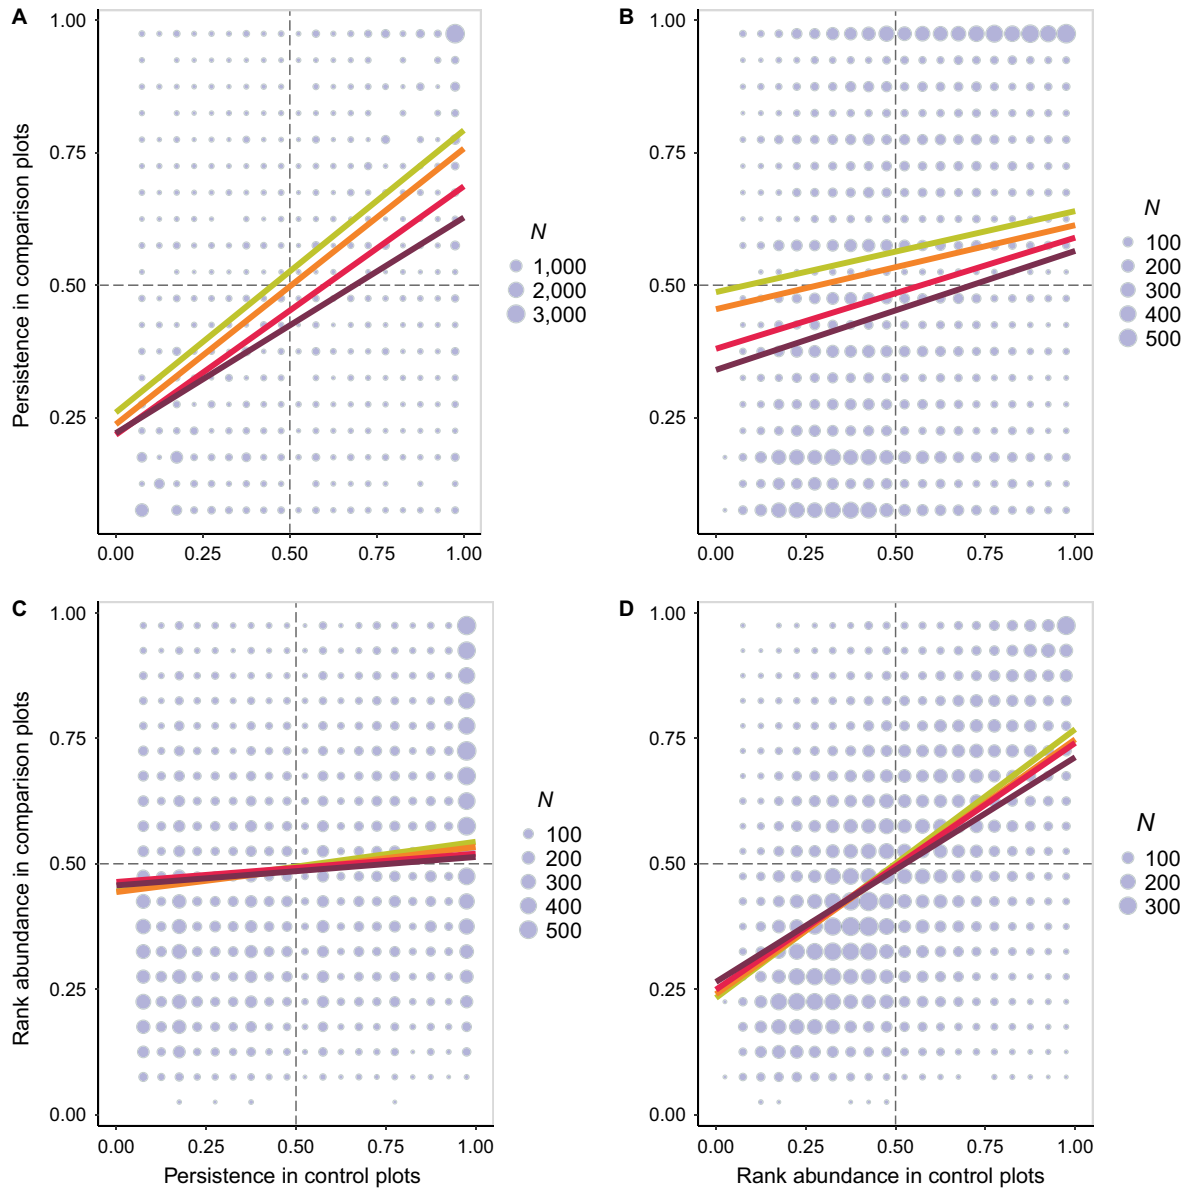 A
Persistence in comparison plots
1.00
0.75
0.50
0.25
0.00 0.25 0.50 0.75 1.00
N
1,000
2,000
3,000
B
1.00
0.75
0.50
0.25
0.00 0.25 0.50 0.75 1.00
N
100
200
300
400
500
C
Rank abundance in comparison plots
1.00
0.75
0.50
0.25
0.00
0.00 0.25 0.50 0.75 1.00
Persistence in control plots
N
100
200
300
400
500
D
1.00
0.75
0.50
0.25
0.00
0.00 0.25 0.50 0.75 1.00
Rank abundance in control plots
N
100
200
300